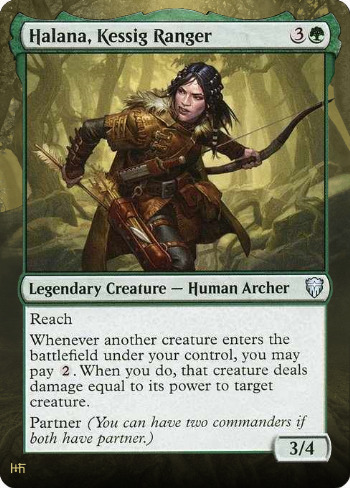 Halana, Kessig Ranger 3
Legendary Creature — Human Archer
Reach
Whenever another creature enters the
battlefield under your control, you may
pay 2. When you do, that creature deals
damage equal to its power to target
creature.
Partner (You can have two commanders if
both have partner.)
3/4